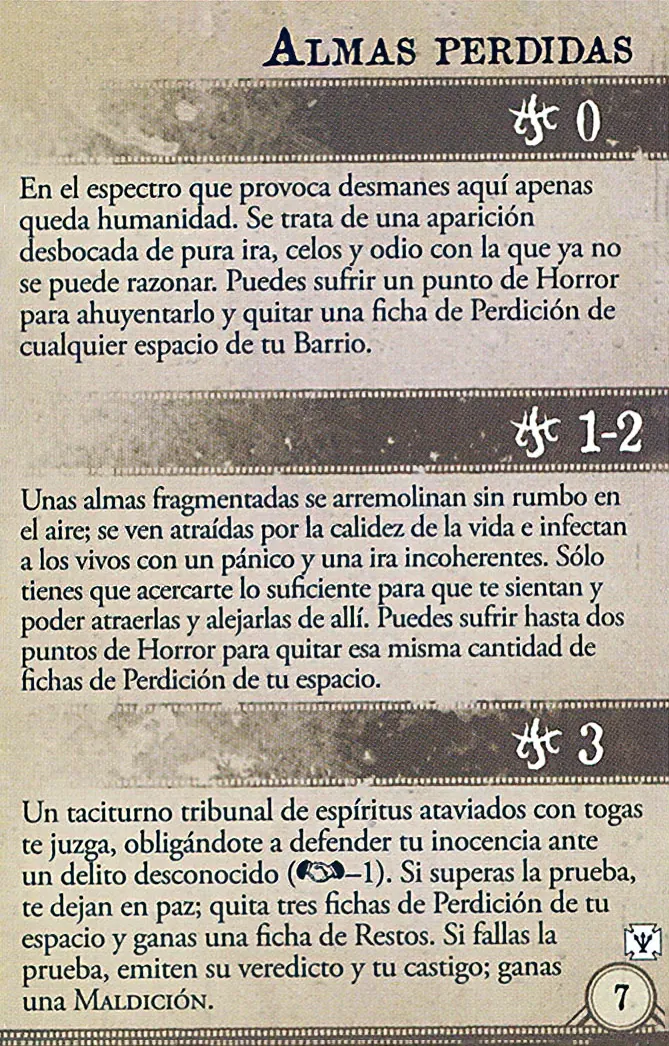 ALMAS PERDIDAS
0
En el espectro que provoca desmanes aquí apenas
queda humanidad. Se trata de una aparición
desbocada de pura ira, celos y odio con la que ya no
se puede razonar. Puedes sufrir un punto de Horror
para ahuyentarlo y quitar una ficha de Perdición de
cualquier espacio de tu Barrio.
1-2
Unas almas fragmentadas se arremolinan sin rumbo en
el aire; se ven atraídas por la calidez de la vida e infectan
a los vivos con un pánico y una ira incoherentes. Sólo
tienes que acercarte lo suficiente para que te sientan y
poder atraerlas y alejarlas de allí. Puedes sufrir hasta dos
puntos de Horror para quitar esa misma cantidad de
fichas de Perdición de tu espacio.
3
Un taciturno tribunal de espíritus ataviados con togas
te juzga, obligándote a defender tu inocencia ante
un delito desconocido (–1). Si superas la prueba,
te dejan en paz; quita tres fichas de Perdición de tu
espacio y ganas una ficha de Restos. Si fallas la
prueba, emiten su veredicto y tu castigo; ganas
una MALDICIÓN.
7